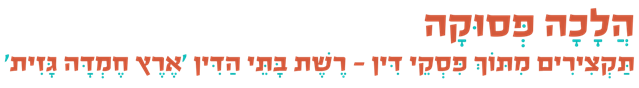 הֲלָכָה פְּסוּקָה
תַּקְצִירִים מִתּוֹךְ פִּסְקֵי דִּין - רֶשֶׁת בָּתֵּי הַדִּין 'אֶרֶץ חֶמְדָּה גָּזִית'